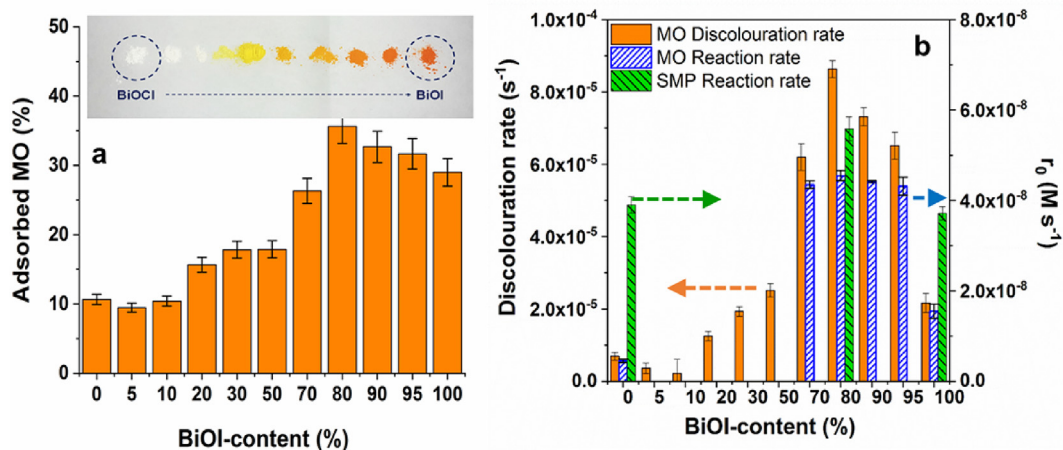 50
40
30
20
10
0
Adsorbed MO (%)
BiOCl
BiOI
a
0 5 10 20 30 50 70 80 90 95 100
BiOI-content (%)
1.0x10⁻⁴
8.0x10⁻⁵
6.0x10⁻⁵
4.0x10⁻⁵
2.0x10⁻⁵
0.0
Discolouration rate (s⁻¹)
MO Discolouration rate
MO Reaction rate
SMP Reaction rate
b
8.0x10⁻⁸
6.0x10⁻⁸
4.0x10⁻⁸
2.0x10⁻⁸
0.0
r₀ (M s⁻¹)
0 5 10 20 30 50 70 80 90 95 100
BiOI-content (%)